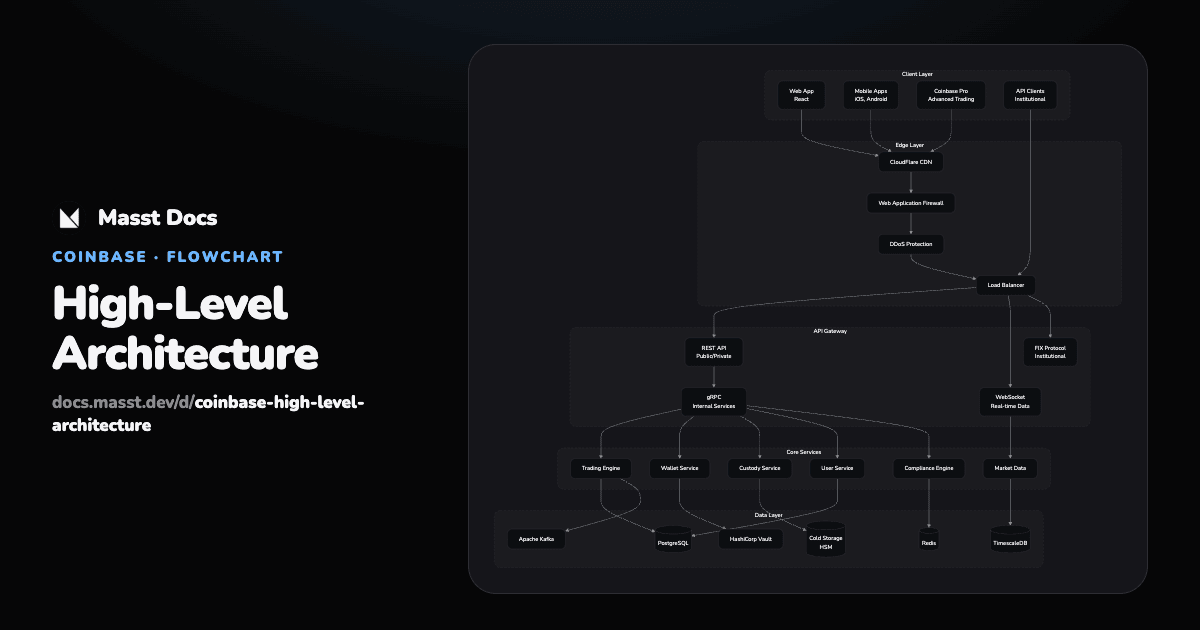 Masst Docs
COINBASE · FLOWCHART
High-Level
Architecture
docs.masst.dev/d/coinbase-high-level-
architecture
Client Layer
Web App
React
Mobile Apps
iOS, Android
Coinbase Pro
Advanced Trading
API Clients
Institutional
Edge Layer
CloudFlare CDN
Web Application Firewall
DDoS Protection
Load Balancer
API Gateway
REST API
Public/Private
FIX Protocol
Institutional
gRPC
Internal Services
WebSocket
Real-time Data
Core Services
Trading Engine
Wallet Service
Custody Service
User Service
Compliance Engine
Market Data
Data Layer
Apache Kafka
PostgreSQL
HashiCorp Vault
Cold Storage
HSM
Redis
TimescaleDB